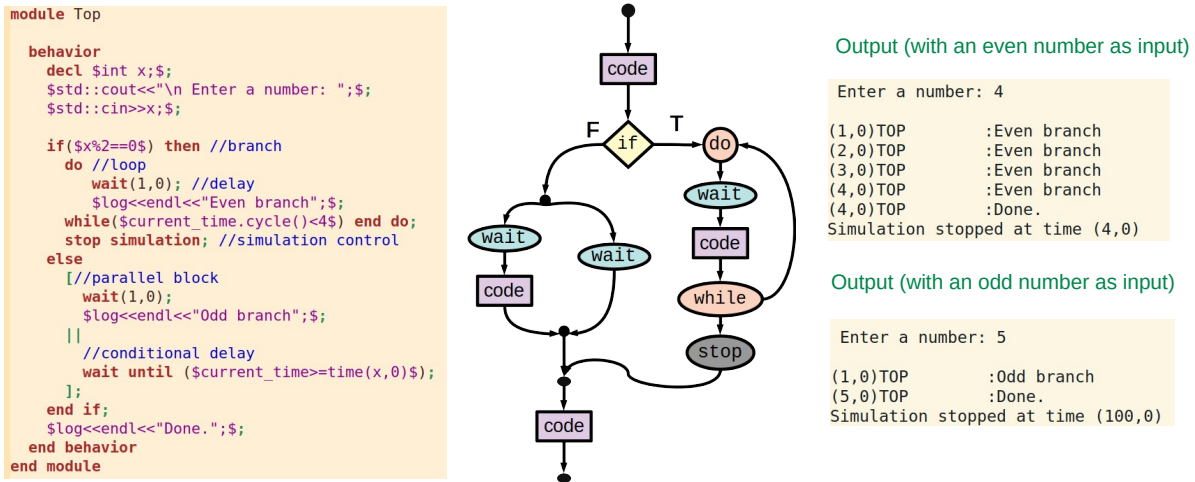 module Top
behavior
decl $int x;$;
$std::cout<<"\n Enter a number: ";$;
$std::cin>>x;$;
if($x%2==0$) then //branch
do //loop
wait(1,0); //delay
$log<<endl<<"Even branch";$;
while($current_time.cycle()<4$) end do;
stop simulation; //simulation control
else
[//parallel block
wait(1,0);
$log<<endl<<"Odd branch";$;
||
//conditional delay
wait until ($current_time>=time(x,0)$);
];
end if;
$log<<endl<<"Done.";$;
end behavior
end module
code
F
T
if
do
wait
wait
wait
code
code
while
stop
code
Output (with an even number as input)
Enter a number: 4
(1,0)TOP :Even branch
(2,0)TOP :Even branch
(3,0)TOP :Even branch
(4,0)TOP :Even branch
(4,0)TOP :Done.
Simulation stopped at time (4,0)
Output (with an odd number as input)
Enter a number: 5
(1,0)TOP :Odd branch
(5,0)TOP :Done.
Simulation stopped at time (100,0)